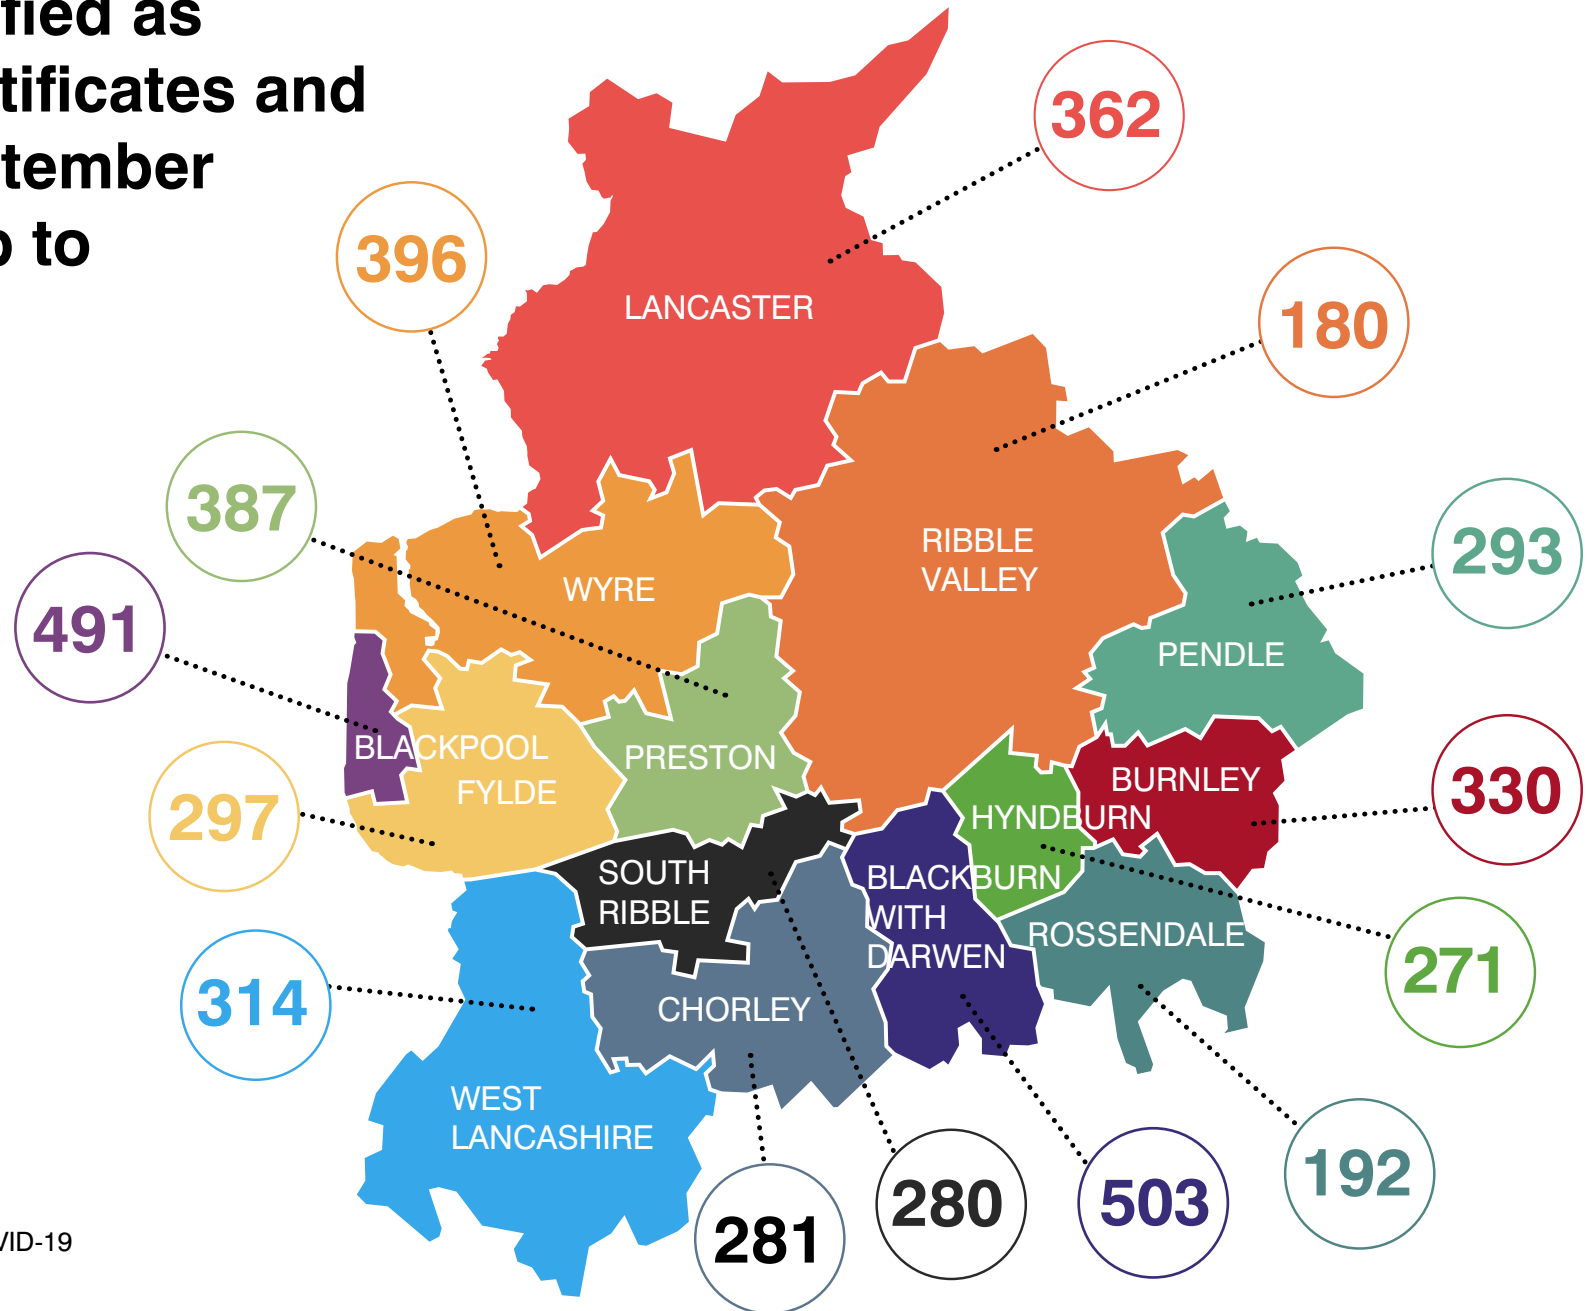 fied as
tificates and
tember
to
362
396
180
LANCASTER
387
293
491
RIBBLE
VALLEY
WYRE
PENDLE
BLACKPOOL
PRESTON
FYLDE
297
BURNLEY
330
HYNDBURN
SOUTH
RIBBLE
BLACKBURN
WITH
DARWEN
ROSSENDALE
271
314
CHORLEY
WEST
LANCASHIRE
192
280
503
281
VID-19